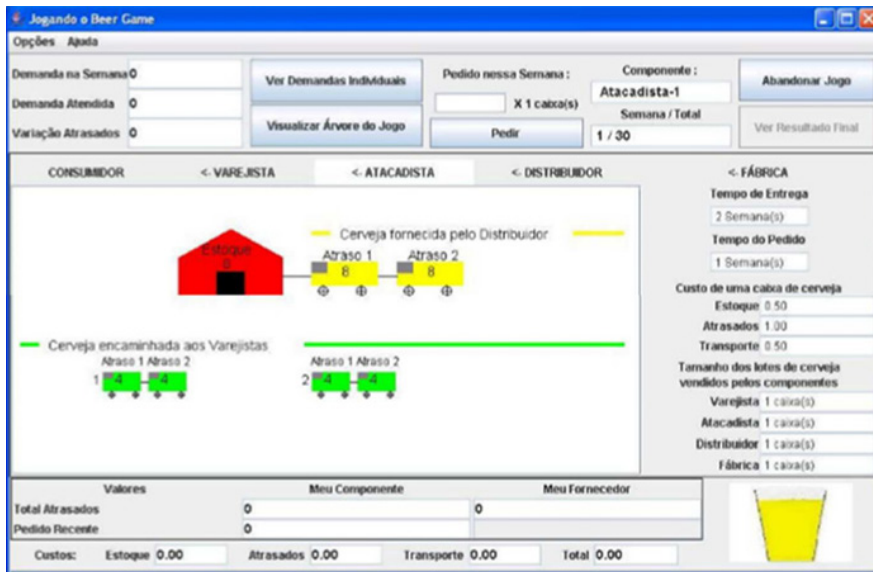 Jogando o Beer Game
Opções Ajuda
Demanda na Semana 0
Demanda Atendida 0
Variação Atrasados 0
Ver Demandas Individuais
Visualizar Árvore do Jogo
Pedido nessa Semana :
X 1 caixa(s)
Pedir
Componente :
Atacadista-1
Semana / Total
1 / 30
Abandonar Jogo
Ver Resultado Final
CONSUMIDOR <- VAREJISTA <- ATACADISTA <- DISTRIBUIDOR <- FÁBRICA
Estoque
Cerveja fornecida pelo Distribuidor
Atraso 1 Atraso 2
8 8
Cerveja encaminhada aos Varejistas
Atraso 1 Atraso 2 Atraso 1 Atraso 2
1 4 4 2 4 4
Tempo de Entrega
2 Semana(s)
Tempo do Pedido
1 Semana(s)
Custo de uma caixa de cerveja
Estoque 0.50
Atrasados 1.00
Transporte 0.50
Tamanho dos lotes de cerveja
vendidos pelos componentes
Varejista 1 caixa(s)
Atacadista 1 caixa(s)
Distribuidor 1 caixa(s)
Fábrica 1 caixa(s)
Valores Meu Componente Meu Fornecedor
Total Atrasados 0 0
Pedido Recente 0
Custos: Estoque 0.00 Atrasados 0.00 Transporte 0.00 Total 0.00